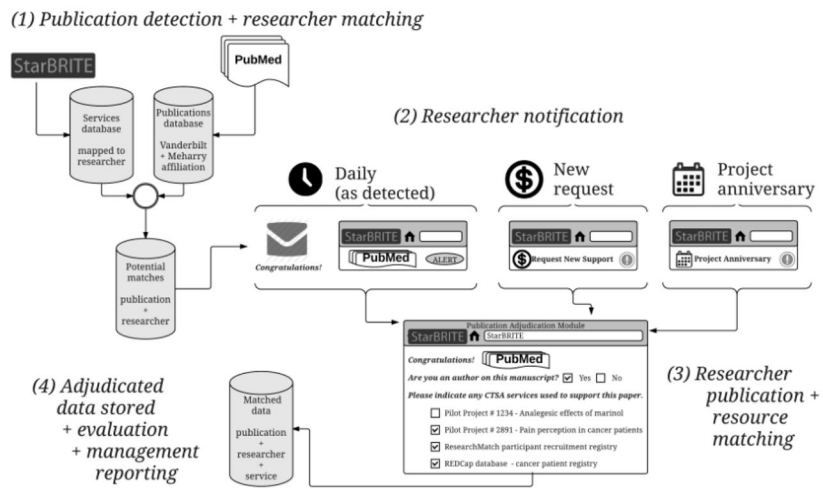 (1) Publication detection + researcher matching
StarBRITE
PubMed
Services
database
mapped to
researcher
Publications
database
Vanderbilt
+ Meharry
affiliation
Potential
matches
publication
+
researcher
(2) Researcher notification
Daily
(as detected)
New
request
Project
anniversary
Congratulations!
StarBRITE
PubMed
ALERT
StarBRITE
Request New Support
StarBRITE
Project Anniversary
Publication Adjudication Module
StarBRITE
StarBRITE
Congratulations!
PubMed
Are you an author on this manuscript? Yes No
Please indicate any CTSA services used to support this paper.
Pilot Project # 1234 - Analegesic effects of marinol
Pilot Project # 2891 - Pain perception in cancer patients
ResearchMatch participant recruitment registry
REDCap database - cancer patient registry
(3) Researcher
publication +
resource
matching
(4) Adjudicated
data stored
+ evaluation
+ management
reporting
Matched
data
publication
+
researcher
+
service